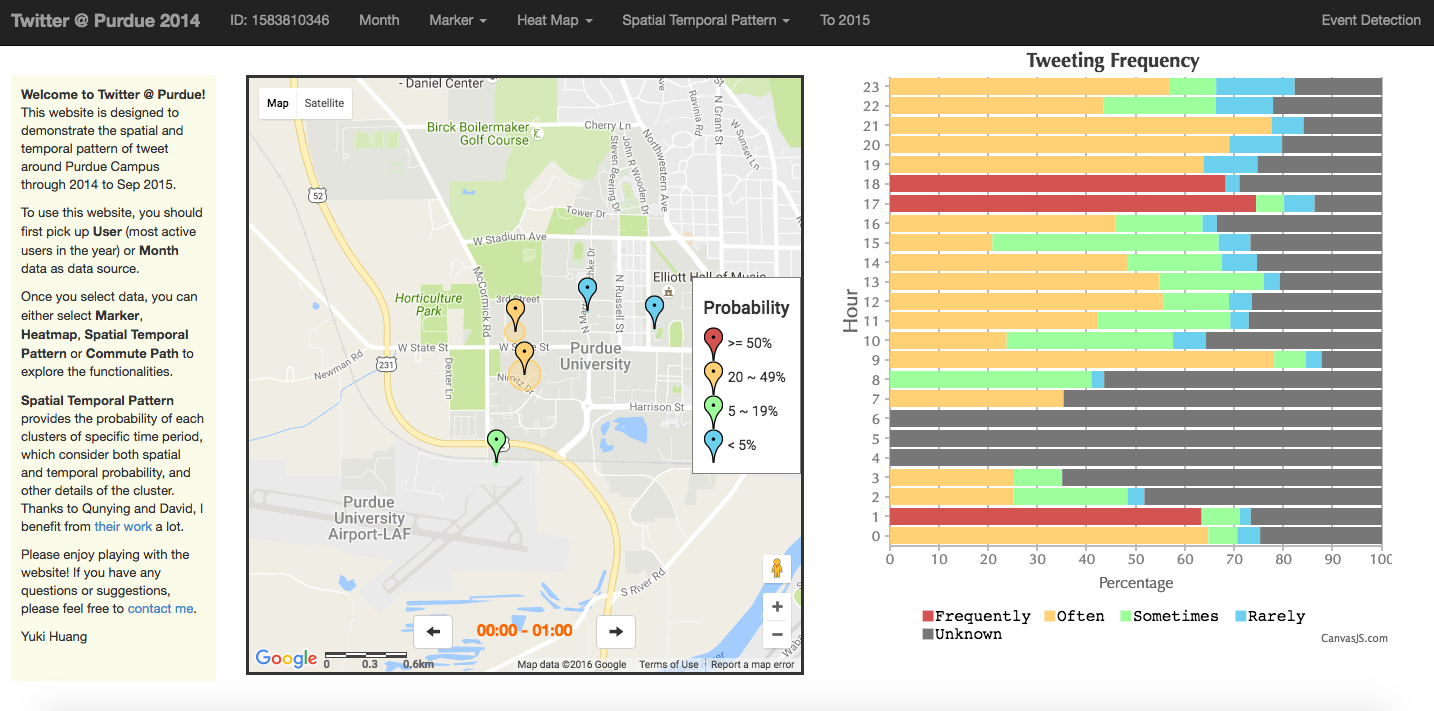 Twitter @ Purdue 2014
ID: 1583810346
Month
Marker
Heat Map
Spatial Temporal Pattern
To 2015
Event Detection
Welcome to Twitter @ Purdue!
This website is designed to
demonstrate the spatial and
temporal pattern of tweet
around Purdue Campus
through 2014 to Sep 2015.
To use this website, you should
first pick up User (most active
users in the year) or Month
data as data source.
Once you select data, you can
either select Marker,
Heatmap, Spatial Temporal
Pattern or Commute Path to
explore the functionalities.
Spatial Temporal Pattern
provides the probability of each
clusters of specific time period,
which consider both spatial
and temporal probability, and
other details of the cluster.
Thanks to Qunying and David, I
benefit from their work a lot.
Please enjoy playing with the
website! If you have any
questions or suggestions,
please feel free to contact me.
Yuki Huang
- Daniel Center
Map
Satellite
Birck Boilermaker
Golf Course
Cherry Ln
Ravinia Rd
N Grant St
W Sunset Ln
Northwestern Ave
Steven Beering Dr
John R Wooden Dr
52
Tower Dr
W Stadium Ave
McCormick Rd
Elliott Hall of Music
Horticulture
Park
3rd Street
N Russell St
W State St
Purdue
University
Newman Rd
231
Dexter Ln
Nimitz Dr
Harrison St
Probability
>= 50%
20 ~ 49%
5 ~ 19%
< 5%
Purdue
University
Airport-LAF
S River Rd
+
−
00:00 - 01:00
Google
0 0.3 0.6km
Map data ©2016 Google
Terms of Use
Report a map error
Tweeting Frequency
Hour
23
22
21
20
19
18
17
16
15
14
13
12
11
10
9
8
7
6
5
4
3
2
1
0
0 10 20 30 40 50 60 70 80 90 100
Percentage
Frequently Often Sometimes Rarely
Unknown
CanvasJS.com